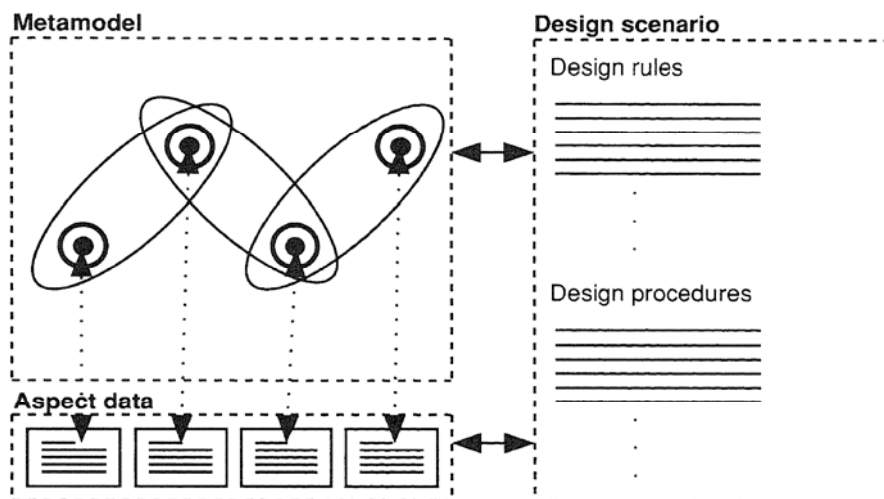 Metamodel
Design scenario
Design rules
Design procedures
Aspect data